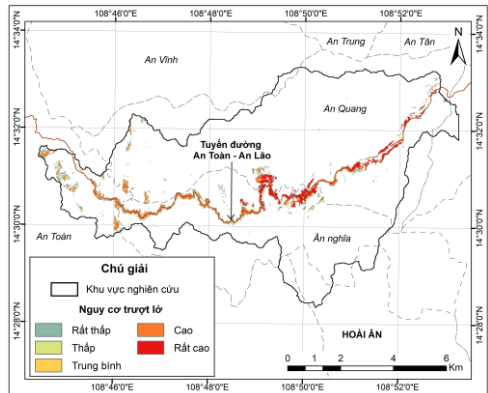 108°46'0"E
108°48'0"E
108°50'0"E
108°52'0"E
14°34'0"N
14°34'0"N
An Trung
An Tân
N
An Vĩnh
An Quang
14°32'0"N
14°32'0"N
Tuyến đường
An Toàn - An Lão
14°30'0"N
14°30'0"N
An Toàn
Ân nghĩa
Chú giải
Khu vực nghiên cứu
Nguy cơ trượt lở
Rất thấp
Cao
Thấp
Rất cao
Trung bình
14°28'0"N
14°28'0"N
HOÀI ÂN
0 1 2 4 6
Km
108°46'0"E
108°48'0"E
108°50'0"E
108°52'0"E